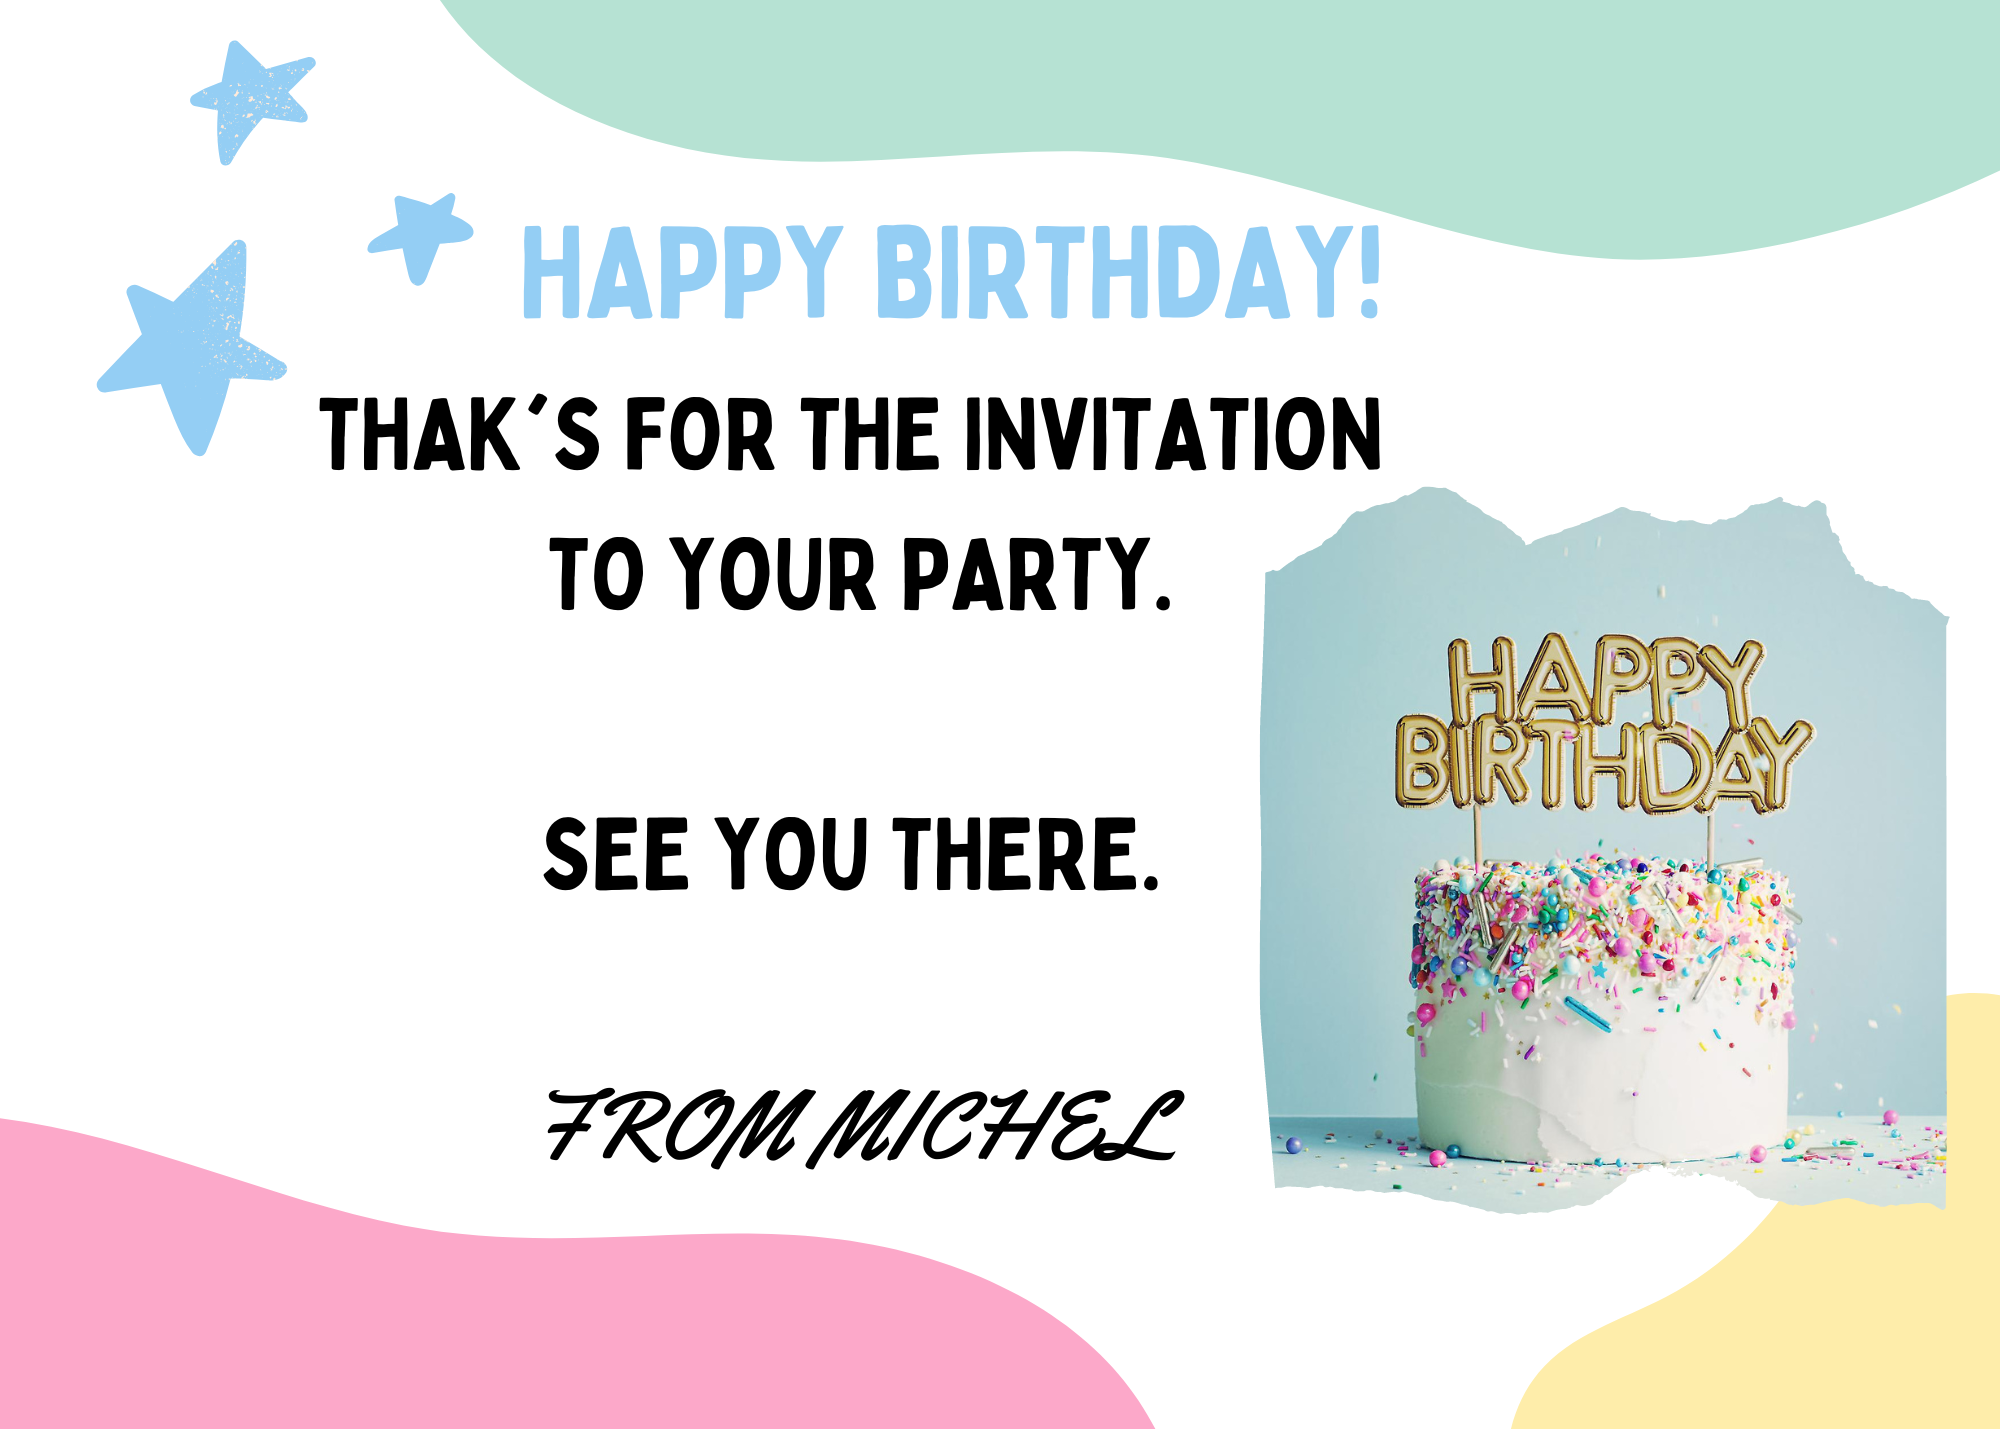 HAPPY BIRTHDAY!
THAK´S FOR THE INVITATION
TO YOUR PARTY.
SEE YOU THERE.
FROM MICHEL
HAPPY
BIRTHDAY